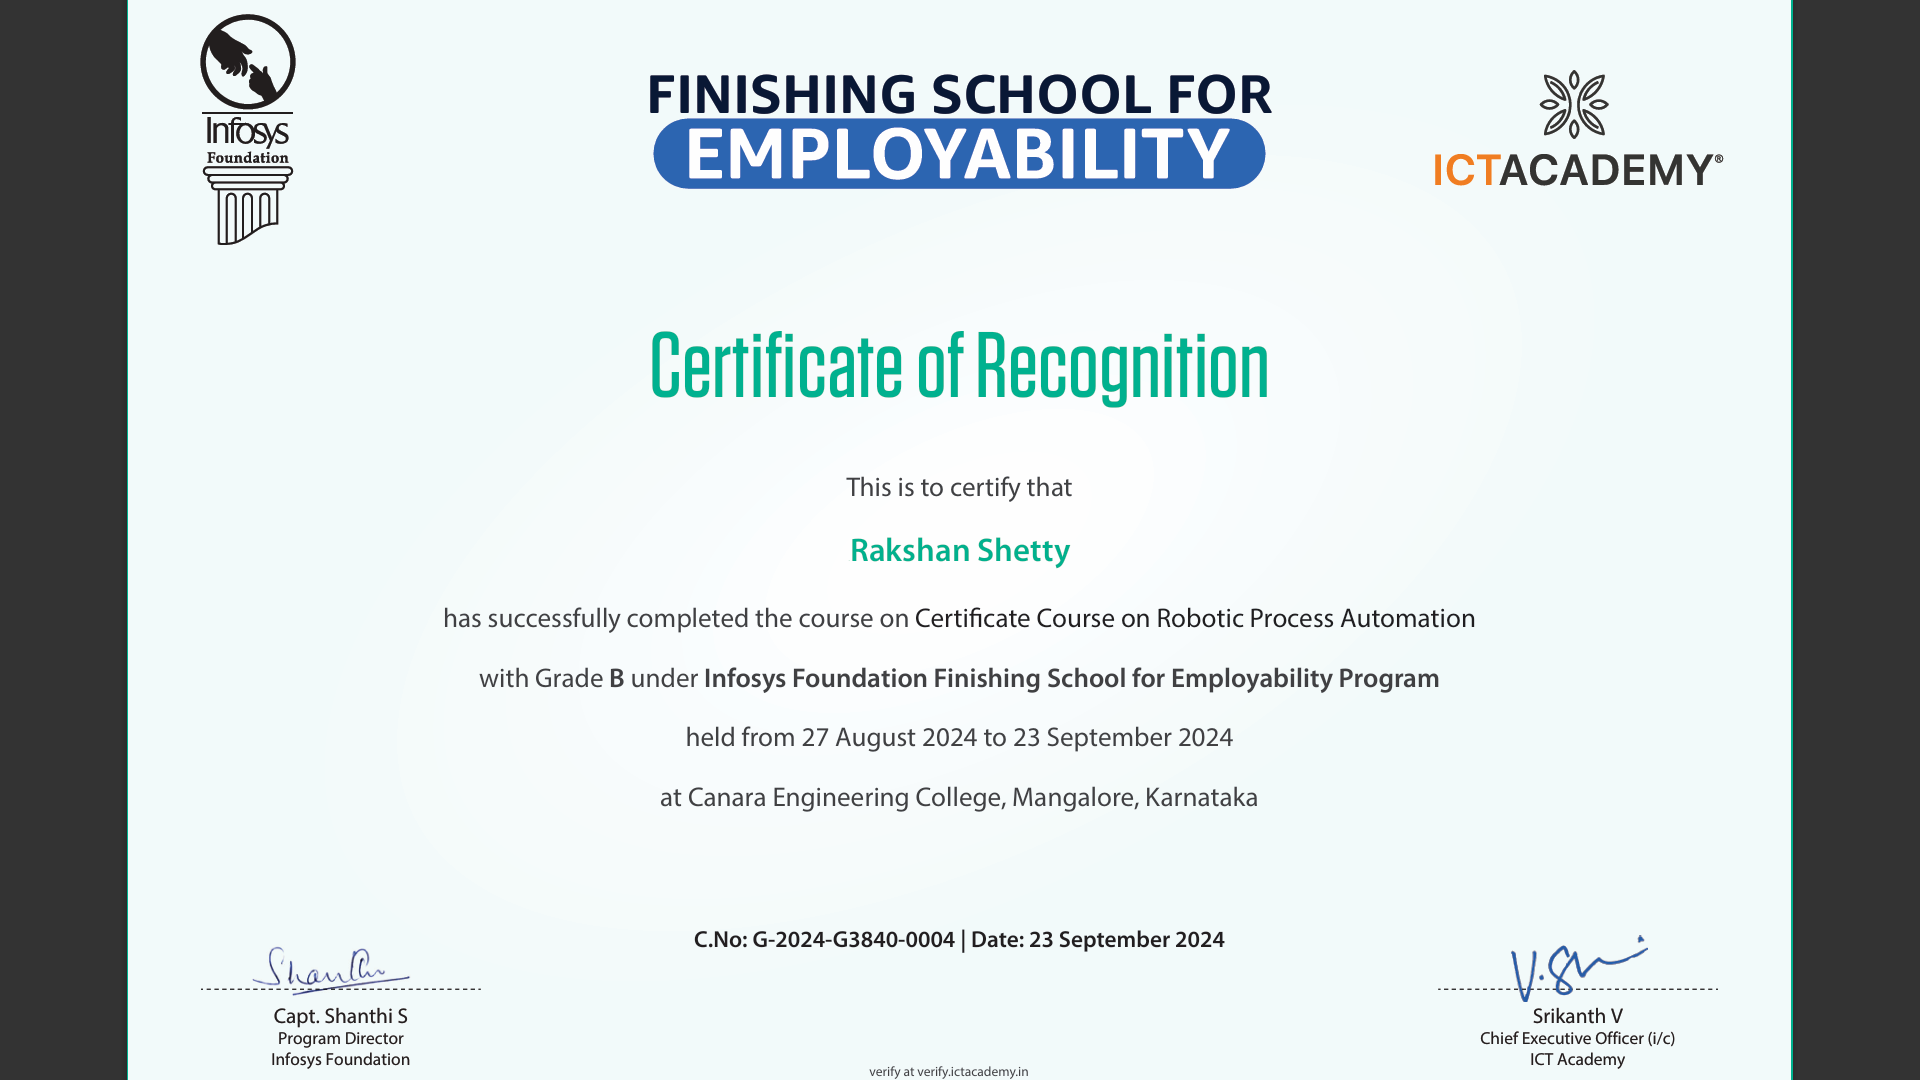 Infosys
Foundation
FINISHING SCHOOL FOR
EMPLOYABILITY
ICTACADEMY®
Certificate of Recognition
This is to certify that
Rakshan Shetty
has successfully completed the course on Certificate Course on Robotic Process Automation
with Grade B under Infosys Foundation Finishing School for Employability Program
held from 27 August 2024 to 23 September 2024
at Canara Engineering College, Mangalore, Karnataka
C.No: G-2024-G3840-0004 | Date: 23 September 2024
Shanthi
V.S
Capt. Shanthi S
Program Director
Infosys Foundation
Srikanth V
Chief Executive Officer (i/c)
ICT Academy
verify at verify.ictacademy.in